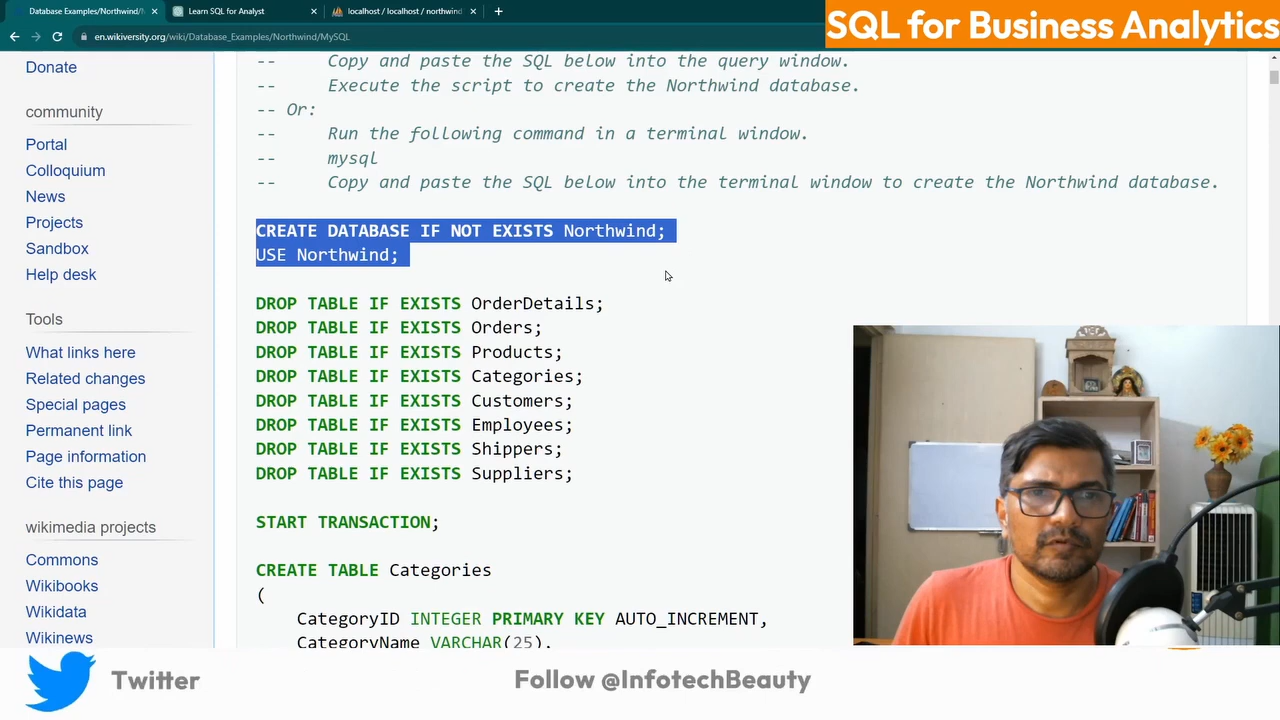 Database Examples/Northwind/M
Learn SQL for Analyst
localhost / localhost / northwind
en.wikiversity.org/wiki/Database_Examples/Northwind/MySQL
SQL for Business Analytics
Donate
community
Portal
Colloquium
News
Projects
Sandbox
Help desk
Tools
What links here
Related changes
Special pages
Permanent link
Page information
Cite this page
wikimedia projects
Commons
Wikibooks
Wikidata
Wikinews
-- Copy and paste the SQL below into the query window.
-- Execute the script to create the Northwind database.
-- Or:
-- Run the following command in a terminal window.
-- mysql
-- Copy and paste the SQL below into the terminal window to create the Northwind database.
CREATE DATABASE IF NOT EXISTS Northwind;
USE Northwind;
DROP TABLE IF EXISTS OrderDetails;
DROP TABLE IF EXISTS Orders;
DROP TABLE IF EXISTS Products;
DROP TABLE IF EXISTS Categories;
DROP TABLE IF EXISTS Customers;
DROP TABLE IF EXISTS Employees;
DROP TABLE IF EXISTS Shippers;
DROP TABLE IF EXISTS Suppliers;
START TRANSACTION;
CREATE TABLE Categories
(
CategoryID INTEGER PRIMARY KEY AUTO_INCREMENT,
CategoryName VARCHAR(25),
Twitter
Follow @InfotechBeauty